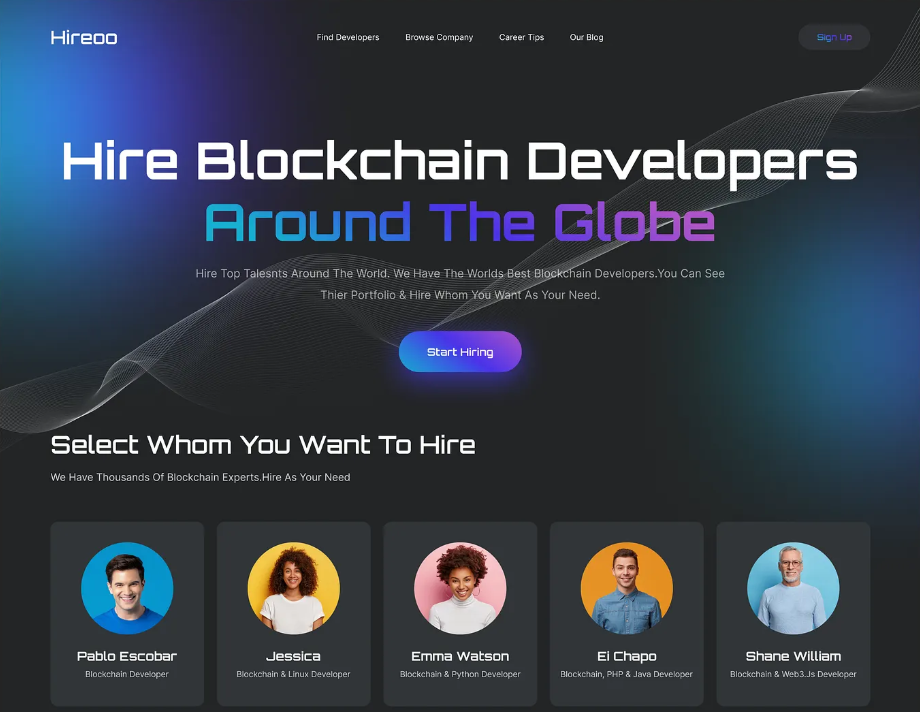 Hireoo
Find Developers Browse Company Career Tips Our Blog
Sign Up
Hire Blockchain Developers
Around The Globe
Hire Top Talesnts Around The World. We Have The Worlds Best Blockchain Developers.You Can See
Thier Portfolio & Hire Whom You Want As Your Need.
Start Hiring
Select Whom You Want To Hire
We Have Thousands Of Blockchain Experts.Hire As Your Need
Pablo Escobar
Blockchain Developer
Jessica
Blockchain & Linux Developer
Emma Watson
Blockchain & Python Developer
Ei Chapo
Blockchain, PHP & Java Developer
Shane William
Blockchain & Web3.Js Developer